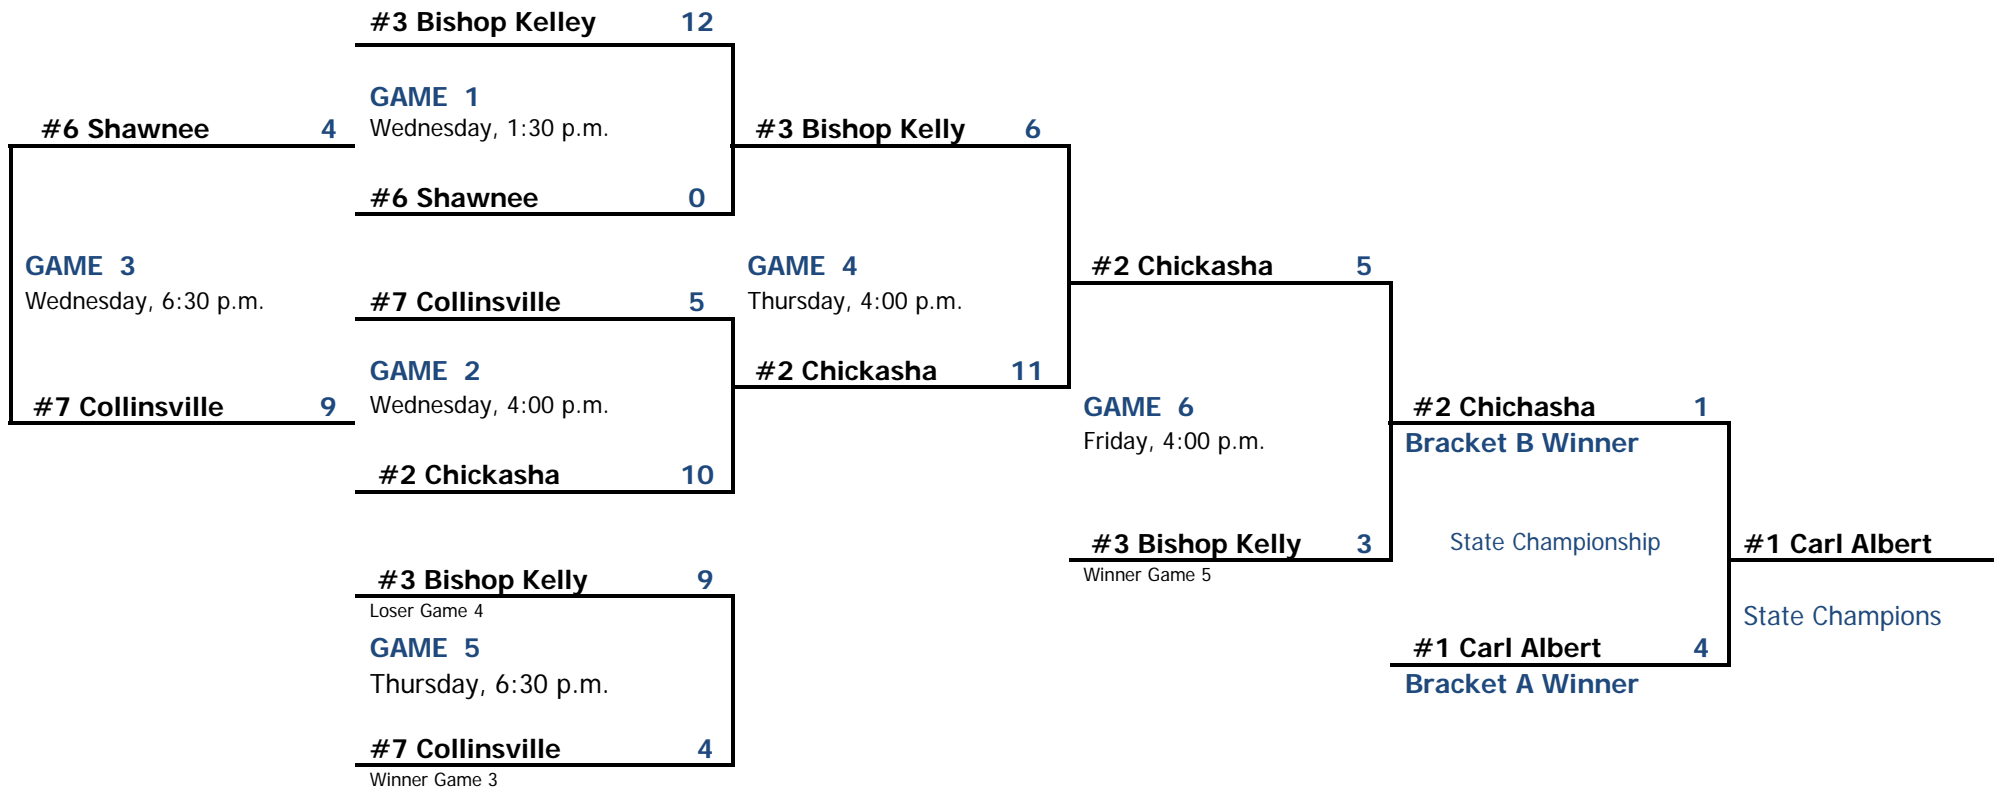 #3 Bishop Kelley 12
GAME 1
Wednesday, 1:30 p.m.
#6 Shawnee 0
#6 Shawnee 4
GAME 3
Wednesday, 6:30 p.m.
#7 Collinsville 9
#7 Collinsville 5
GAME 2
Wednesday, 4:00 p.m.
#2 Chickasha 10
#3 Bishop Kelly 6
GAME 4
Thursday, 4:00 p.m.
#2 Chickasha 11
#3 Bishop Kelly 9
Loser Game 4
GAME 5
Thursday, 6:30 p.m.
#7 Collinsville 4
Winner Game 3
#2 Chickasha 5
GAME 6
Friday, 4:00 p.m.
#3 Bishop Kelly 3
Winner Game 5
#2 Chichasha 1
Bracket B Winner
State Championship
#1 Carl Albert 4
Bracket A Winner
#1 Carl Albert
State Champions